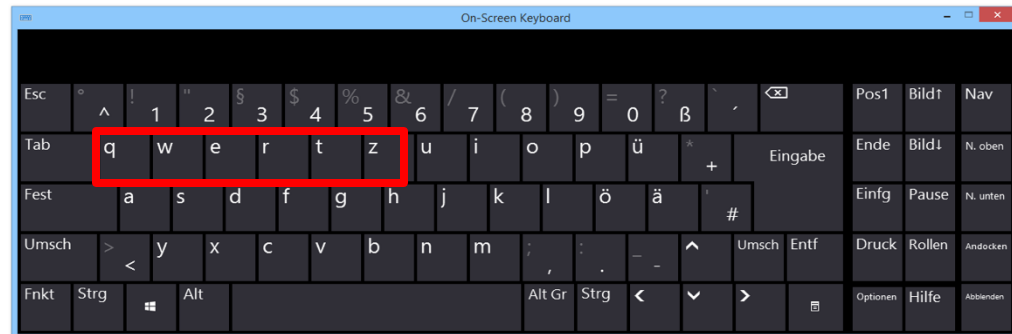 On-Screen Keyboard
Esc ° ^ ! 1 " 2 § 3 $ 4 % 5 & 6 / 7 ( 8 ) 9 = 0 ? ß ` ´ Pos1 Bild↑ Nav
Tab q w e r t z u i o p ü * + Eingabe Ende Bild↓ N. oben
Fest a s d f g h j k l ö ä ' # Einfg Pause N. unten
Umsch > < y x c v b n m ; , : . _ - ^ Umsch Entf Druck Rollen Andocken
Fnkt Strg Alt Alt Gr Strg < ˅ > Optionen Hilfe Abblenden